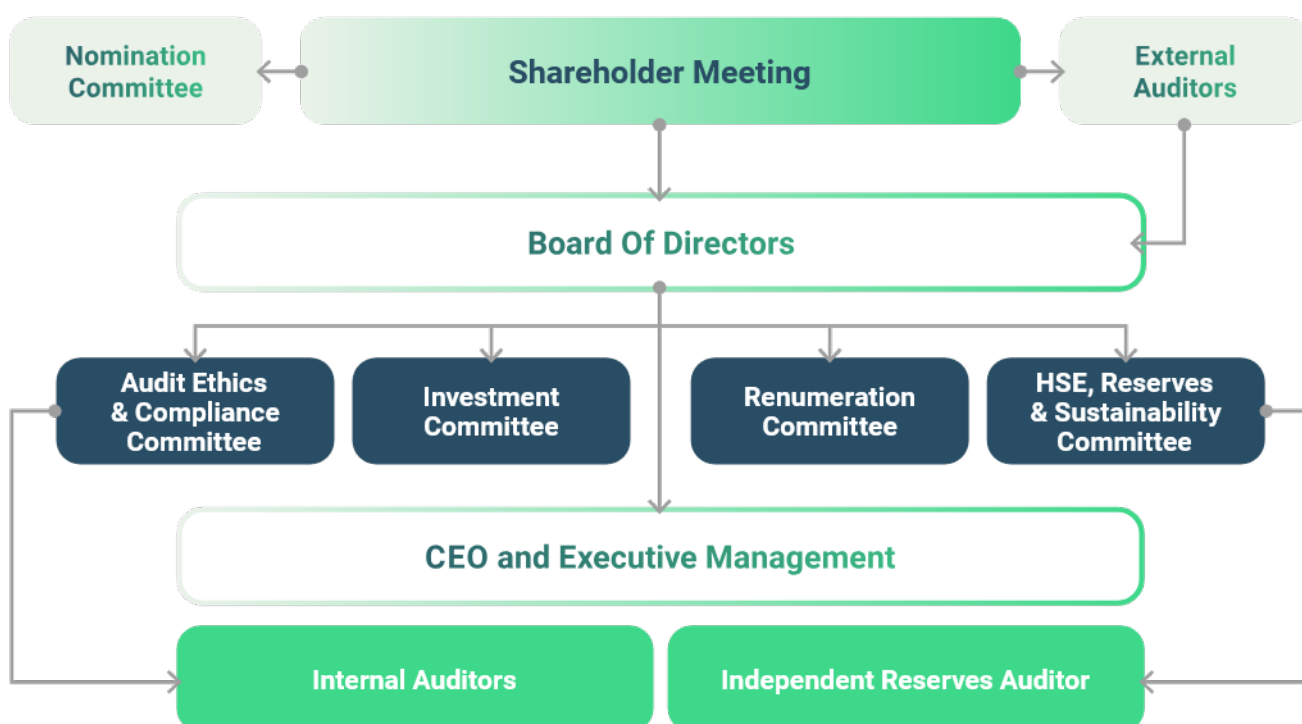 Nomination
Committee
Shareholder Meeting
External
Auditors
Board Of Directors
Audit Ethics
& Compliance
Committee
Investment
Committee
Renumeration
Committee
HSE, Reserves
& Sustainability
Committee
CEO and Executive Management
Internal Auditors
Independent Reserves Auditor